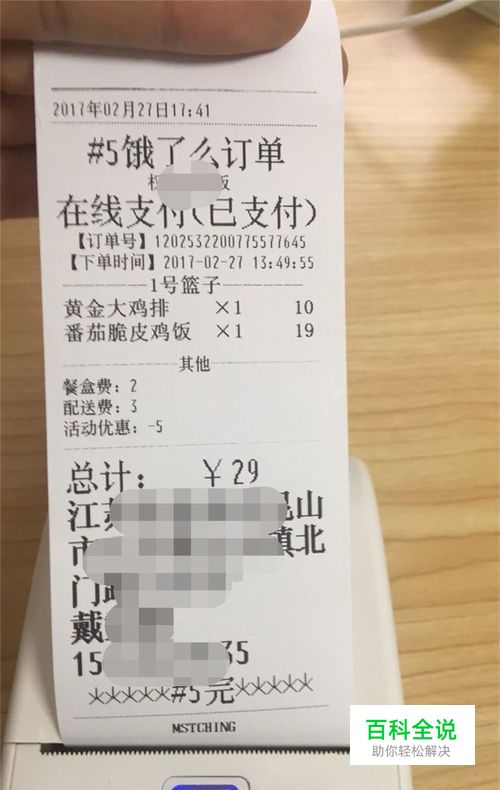 2017年02月27日17:41
#5饿了么订单
在线支付(已支付)
【订单号】1202532200775577645
【下单时间】2017-02-27 13:49:55
1号篮子
黄金大鸡排 ×1 10
番茄脆皮鸡饭 ×1 19
其他
餐盒费: 2
配送费: 3
活动优惠: -5
总计: ￥29
江 昆山
市 镇北
门
戴
15 35
*****#5完*****
MSTCHING
百科全说
助你轻松解决